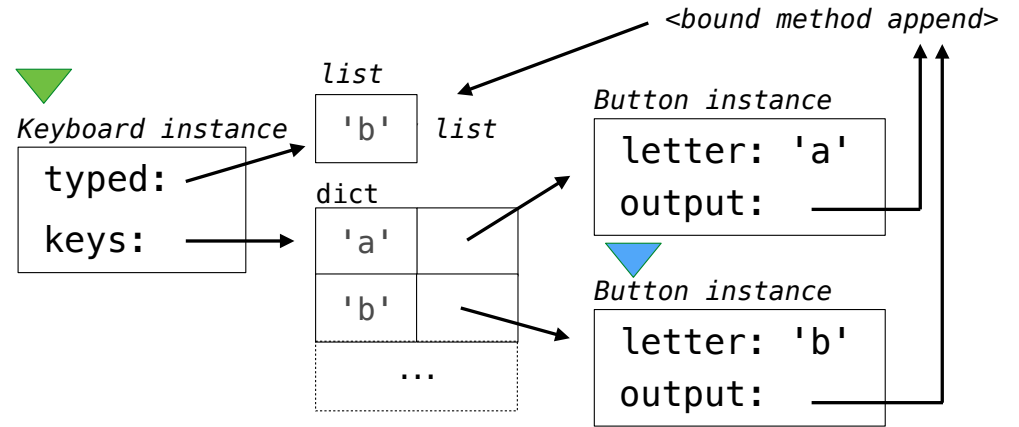 <bound method append>
list
'b'
list
Keyboard instance
typed:
keys:
dict
'a'
'b'
...
Button instance
letter: 'a'
output:
Button instance
letter: 'b'
output: